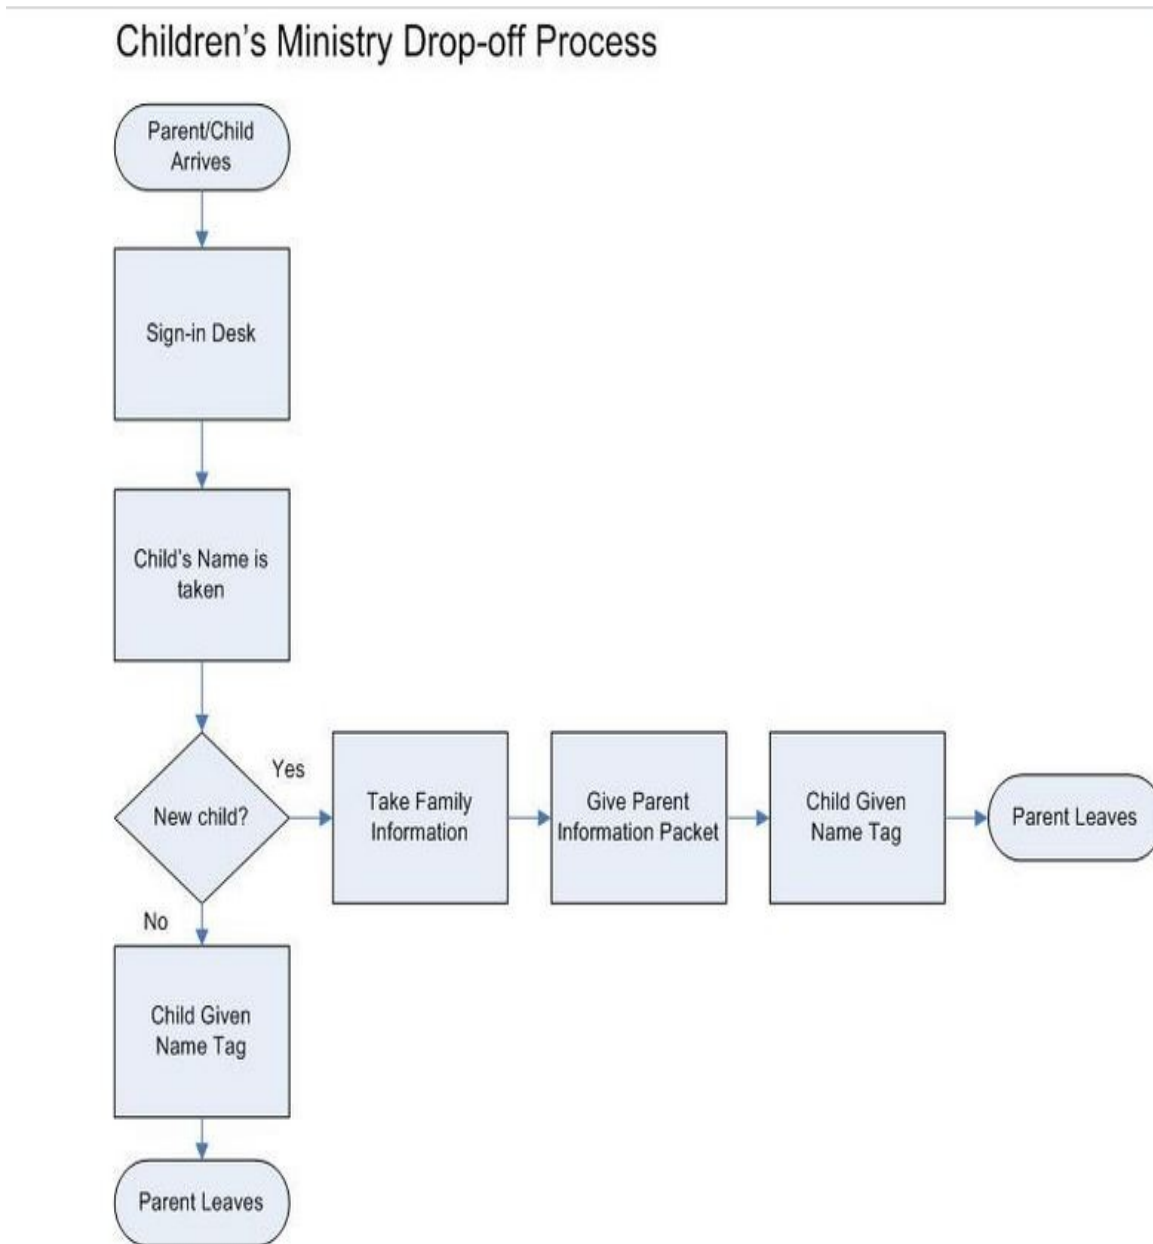 Children's Ministry Drop-off Process
Parent/Child
Arrives
Sign-in Desk
Child's Name is
taken
New child?
Yes
Take Family
Information
Give Parent
Information Packet
Child Given
Name Tag
Parent Leaves
No
Child Given
Name Tag
Parent Leaves